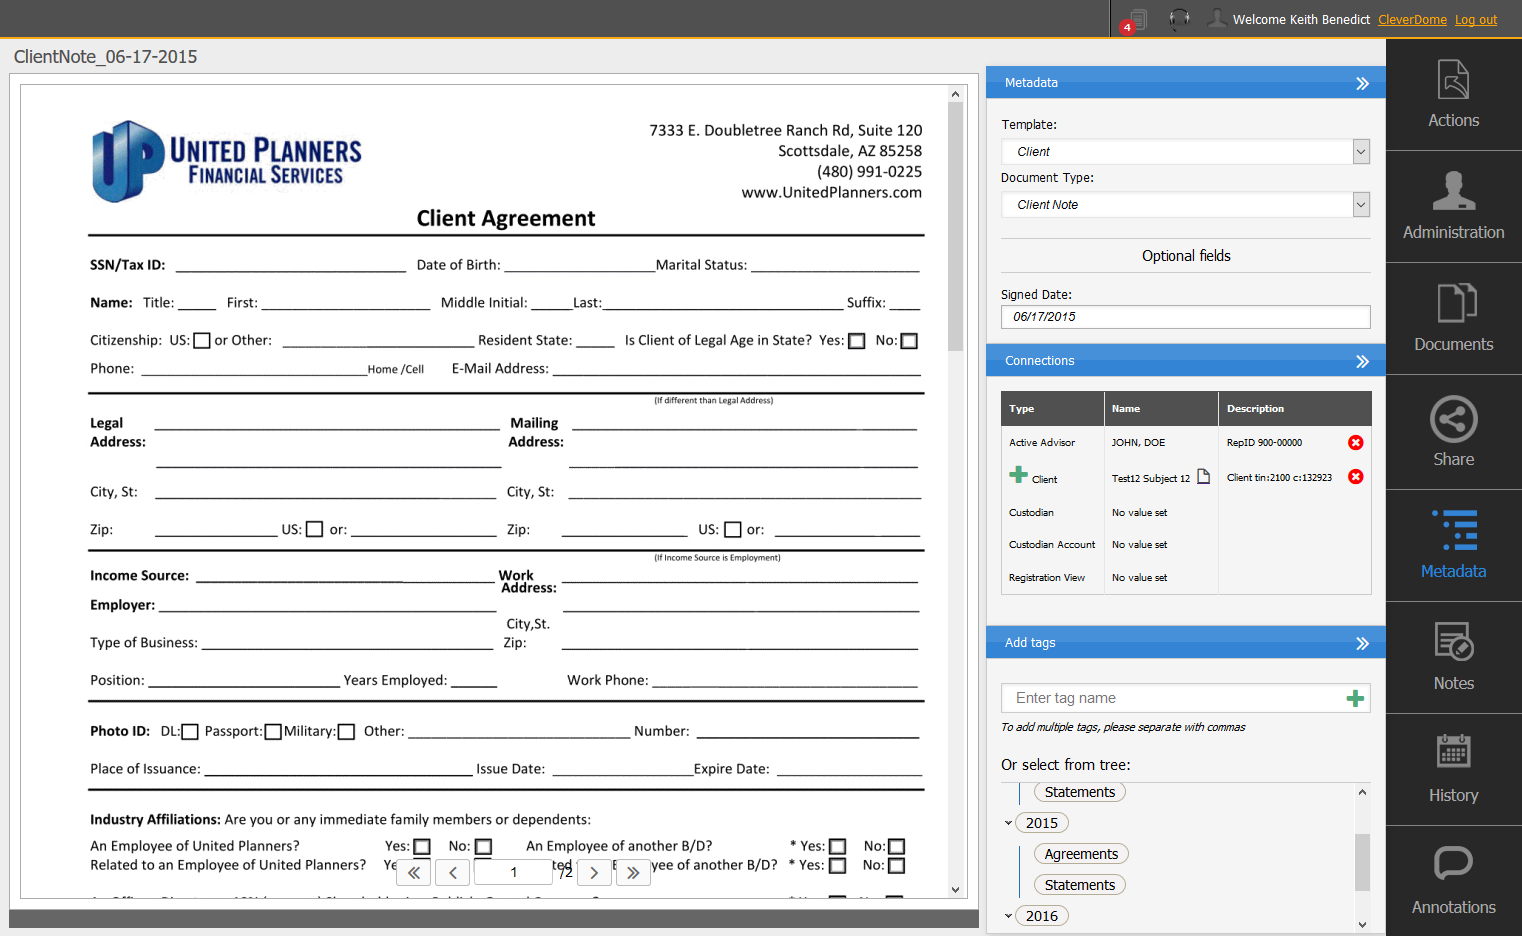 4 Welcome Keith Benedict CleverDome Log out
ClientNote_06-17-2015
UP UNITED PLANNERS
FINANCIAL SERVICES
7333 E. Doubletree Ranch Rd, Suite 120
Scottsdale, AZ 85258
(480) 991-0225
www.UnitedPlanners.com
Client Agreement
SSN/Tax ID: Date of Birth: Marital Status:
Name: Title: First: Middle Initial: Last: Suffix:
Citizenship: US: or Other: Resident State: Is Client of Legal Age in State? Yes: No:
Phone: Home /Cell E-Mail Address:
(If different than Legal Address)
Legal Mailing
Address: Address:
City, St: City, St:
Zip: US: or: Zip: US: or:
(If Income Source is Employment)
Income Source: Work
Address:
Employer:
City,St.
Type of Business: Zip:
Position: Years Employed: Work Phone:
Photo ID: DL: Passport: Military: Other: Number:
Place of Issuance: Issue Date: Expire Date:
Industry Affiliations: Are you or any immediate family members or dependents:
An Employee of United Planners? Yes: No: An Employee of another B/D? * Yes: No:
Related to an Employee of United Planners? of another B/D? * Yes: No:
1 /2
Metadata
Template:
Client
Document Type:
Client Note
Optional fields
Signed Date:
06/17/2015
Connections
Type Name Description
Active Advisor JOHN, DOE RepID 900-00000
Client Test12 Subject 12 Client tin:2100 c:132923
Custodian No value set
Custodian Account No value set
Registration View No value set
Add tags
Enter tag name
To add multiple tags, please separate with commas
Or select from tree:
Statements
2015
Agreements
Statements
2016
Actions
Administration
Documents
Share
Metadata
Notes
History
Annotations